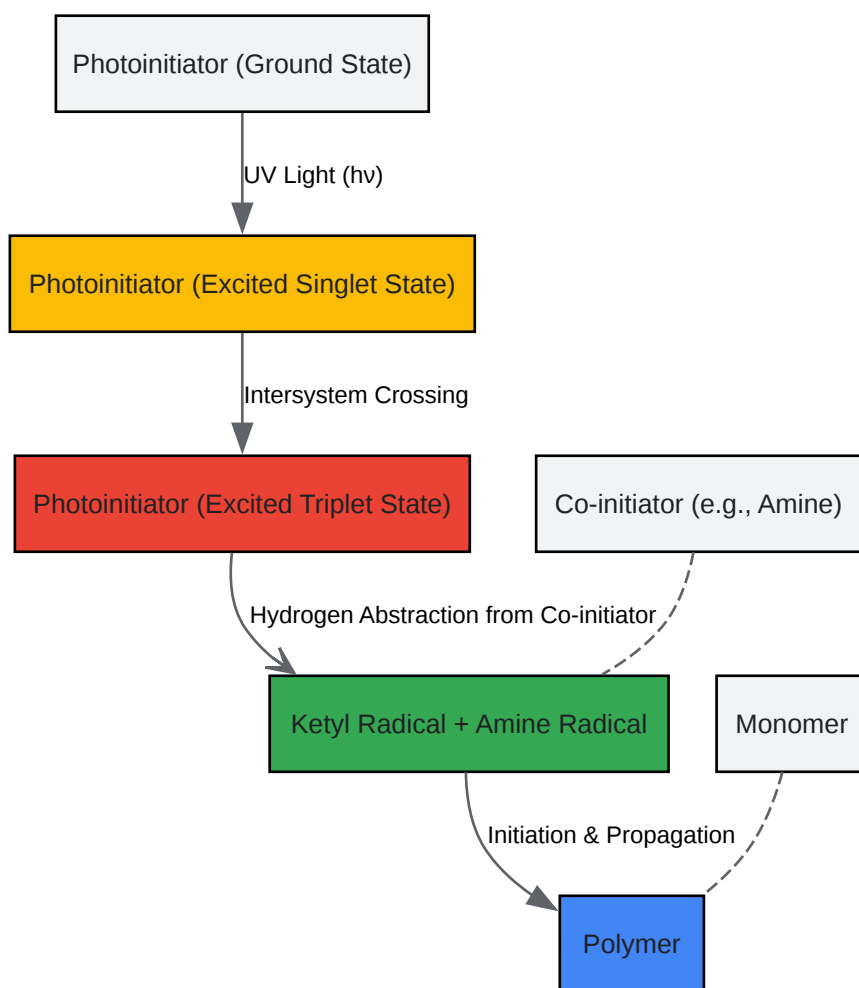 Photoinitiator (Ground State)
UV Light (hν)
Photoinitiator (Excited Singlet State)
Intersystem Crossing
Photoinitiator (Excited Triplet State)
Co-initiator (e.g., Amine)
Hydrogen Abstraction from Co-initiator
Ketyl Radical + Amine Radical
Monomer
Initiation & Propagation
Polymer